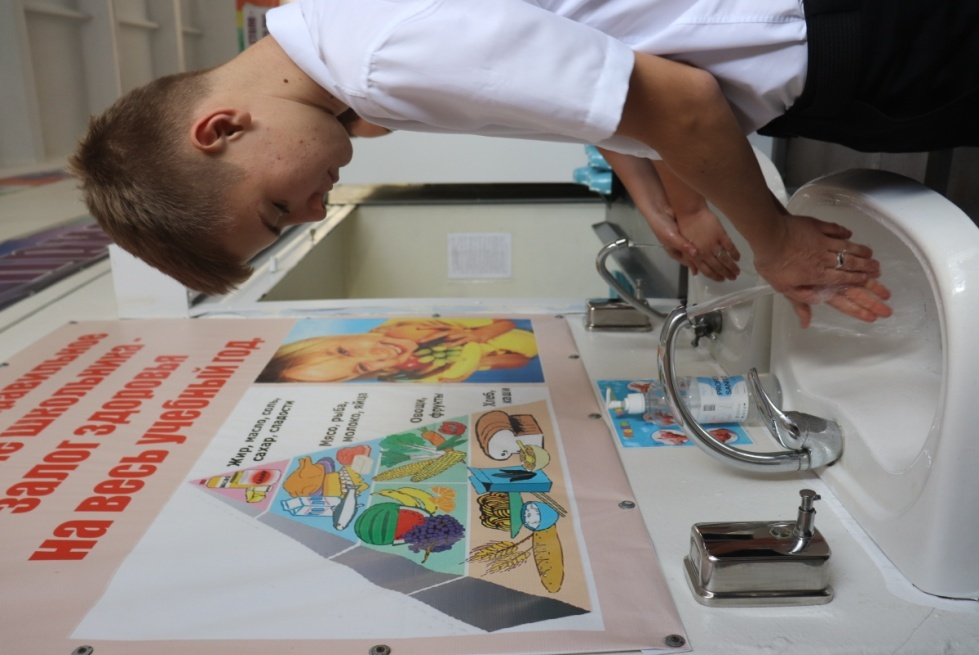 школьника -
залог здоровья
на весь учебный год.
Жир, масло, соль,
сахар, сладости
Мясо, рыба,
молоко, яйца
Овощи,
фрукты
Хлеб,
каши